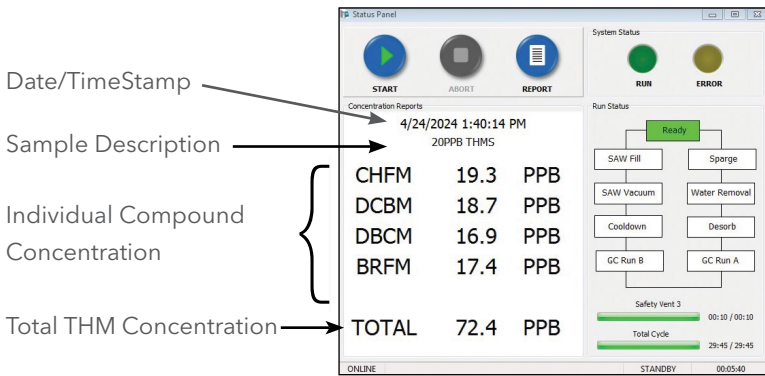 Status Panel
START
ABORT
REPORT
System Status
RUN
ERROR
Date/TimeStamp
Sample Description
Individual Compound
Concentration
Total THM Concentration
Concentration Reports
4/24/2024 1:40:14 PM
20PPB THMS
CHFM 19.3 PPB
DCBM 18.7 PPB
DBCM 16.9 PPB
BRFM 17.4 PPB
TOTAL 72.4 PPB
Run Status
Ready
SAW Fill
Sparge
SAW Vacuum
Water Removal
Cooldown
Desorb
GC Run B
GC Run A
Safety Vent 3
00:10 / 00:10
Total Cycle
29:45 / 29:45
ONLINE
STANDBY
00:05:40